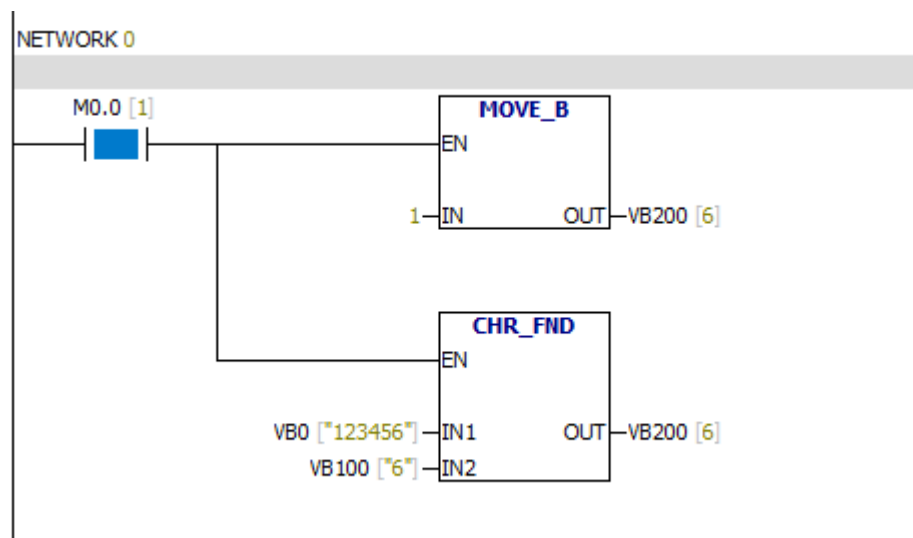 NETWORK 0
M0.0 [1]
MOVE_B
EN
1 IN OUT VB200 [6]
CHR_FND
EN
VB0 ["123456"] IN1 OUT VB200 [6]
VB100 ["6"] IN2